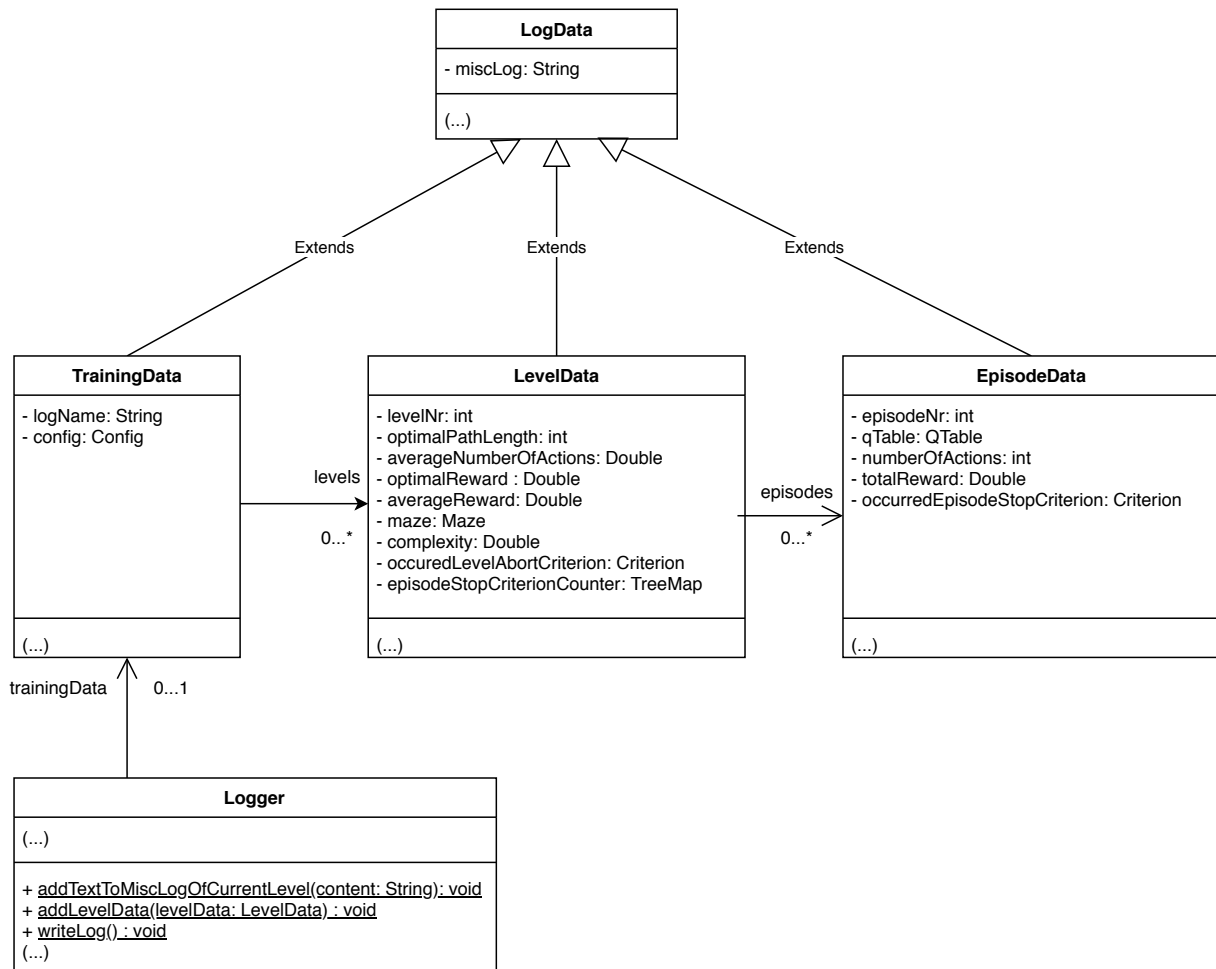 LogData
- miscLog: String
(...)
Extends
Extends
Extends
TrainingData
- logName: String
- config: Config
(...)
levels
0...*
LevelData
- levelNr: int
- optimalPathLength: int
- averageNumberOfActions: Double
- optimalReward : Double
- averageReward: Double
- maze: Maze
- complexity: Double
- occuredLevelAbortCriterion: Criterion
- episodeStopCriterionCounter: TreeMap
(...)
episodes
0...*
EpisodeData
- episodeNr: int
- qTable: QTable
- numberOfActions: int
- totalReward: Double
- occurredEpisodeStopCriterion: Criterion
(...)
trainingData
0...1
Logger
(...)
+ addTextToMiscLogOfCurrentLevel(content: String): void
+ addLevelData(levelData: LevelData) : void
+ writeLog() : void
(...)